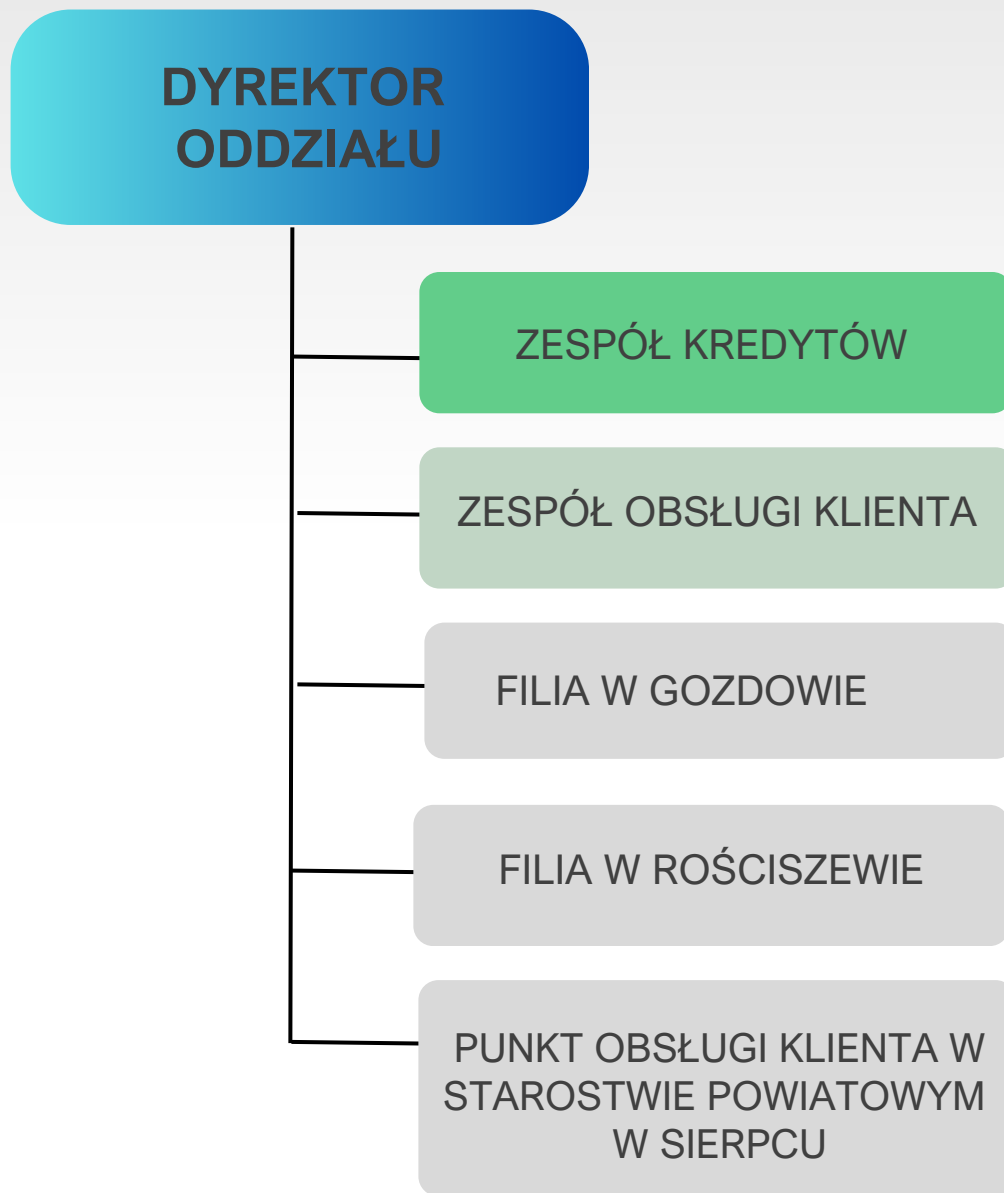 DYREKTOR
ODDZIAŁU
ZESPÓŁ KREDYTÓW
ZESPÓŁ OBSŁUGI KLIENTA
FILIA W GOZDOWIE
FILIA W ROŚCISZEWIE
PUNKT OBSŁUGI KLIENTA W
STAROSTWIE POWIATOWYM
W SIERPCU